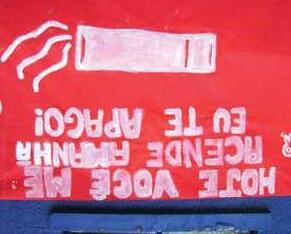 HOJE VOCÊ ME
ACENDE AMANHÃ
EU TE APAGO!